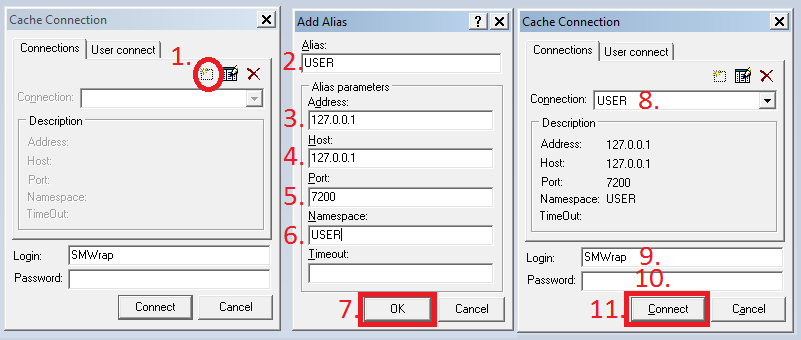 Cache Connection
Connections User connect
1.
Connection:
Description
Address:
Host:
Port:
Namespace:
TimeOut:
Login: SMWrap
Password:
Connect Cancel
Add Alias
Alias:
2. USER
Alias parameters
Address:
3. 127.0.0.1
Host:
4. 127.0.0.1
Port:
5. 7200
Namespace:
6. USER
Timeout:
7. OK Cancel
Cache Connection
Connections User connect
Connection: USER 8.
Description
Address: 127.0.0.1
Host: 127.0.0.1
Port: 7200
Namespace: USER
TimeOut:
Login: SMWrap 9.
Password: 10.
11. Connect Cancel